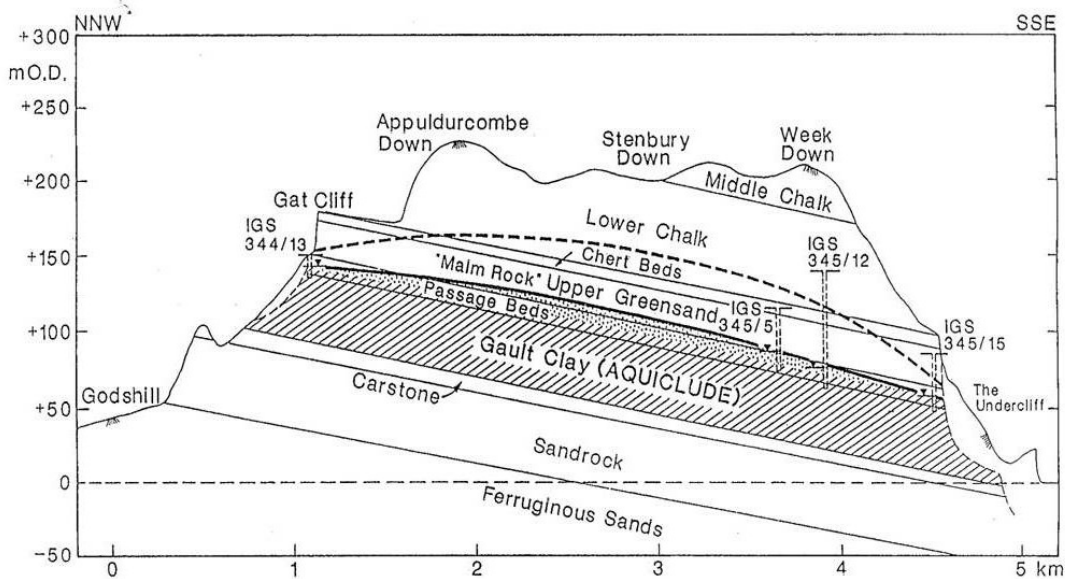 NNW
SSE
+300
mO.D.
+250
+200
+150
+100
+50
0
-50
Appuldurcombe
Down
Stenbury
Down
Week
Down
Middle Chalk
Gat Cliff
IGS
344/13
Lower Chalk
IGS
345/12
Chert Beds
"Malm Rock" Upper Greensand
IGS
345/5
Passage Beds
IGS
345/15
Gault Clay (AQUICLUDE)
Carstone
The
Undercliff
Godshill
Sandrock
Ferruginous Sands
0
1
2
3
4
5 km